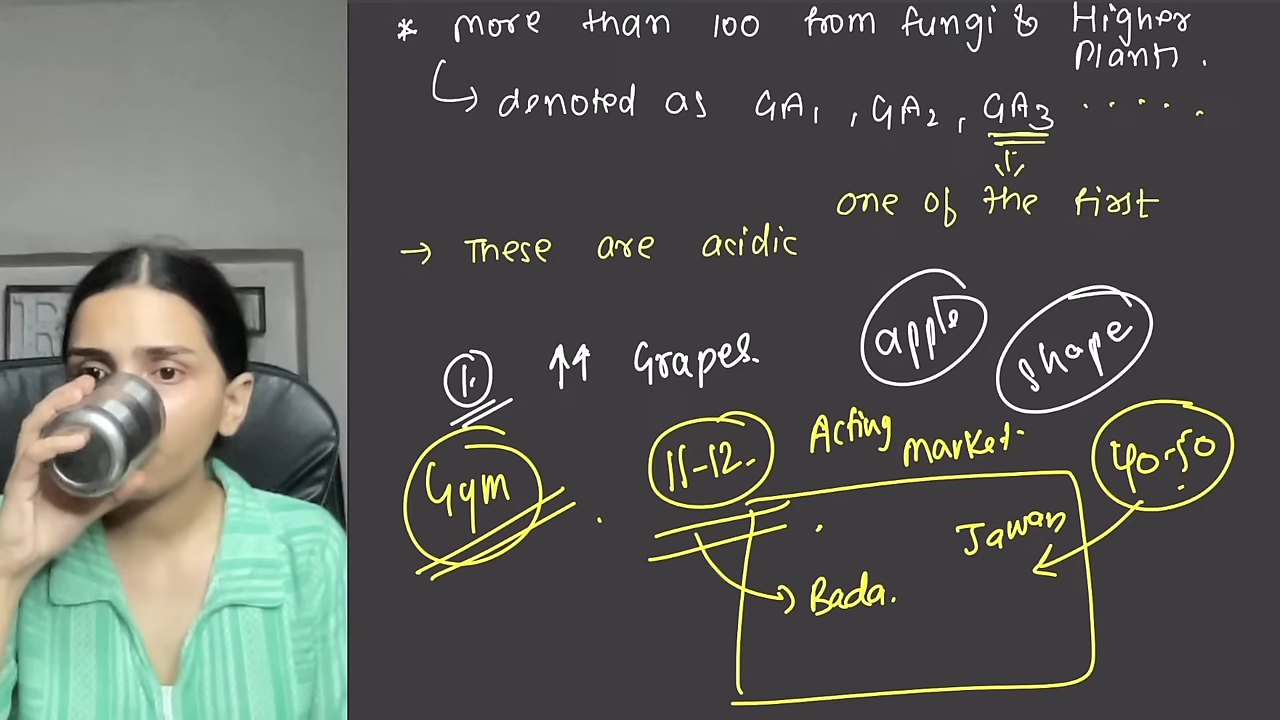 * more than 100 from fungi & Higher
Plants.
denoted as GA1, GA2, GA3 .....
one of the first
→ These are acidic
apple
shape
1. ↑↑ Grapes.
Gym
11-12.
Acting
market.
40-50
Jawan
Bada.